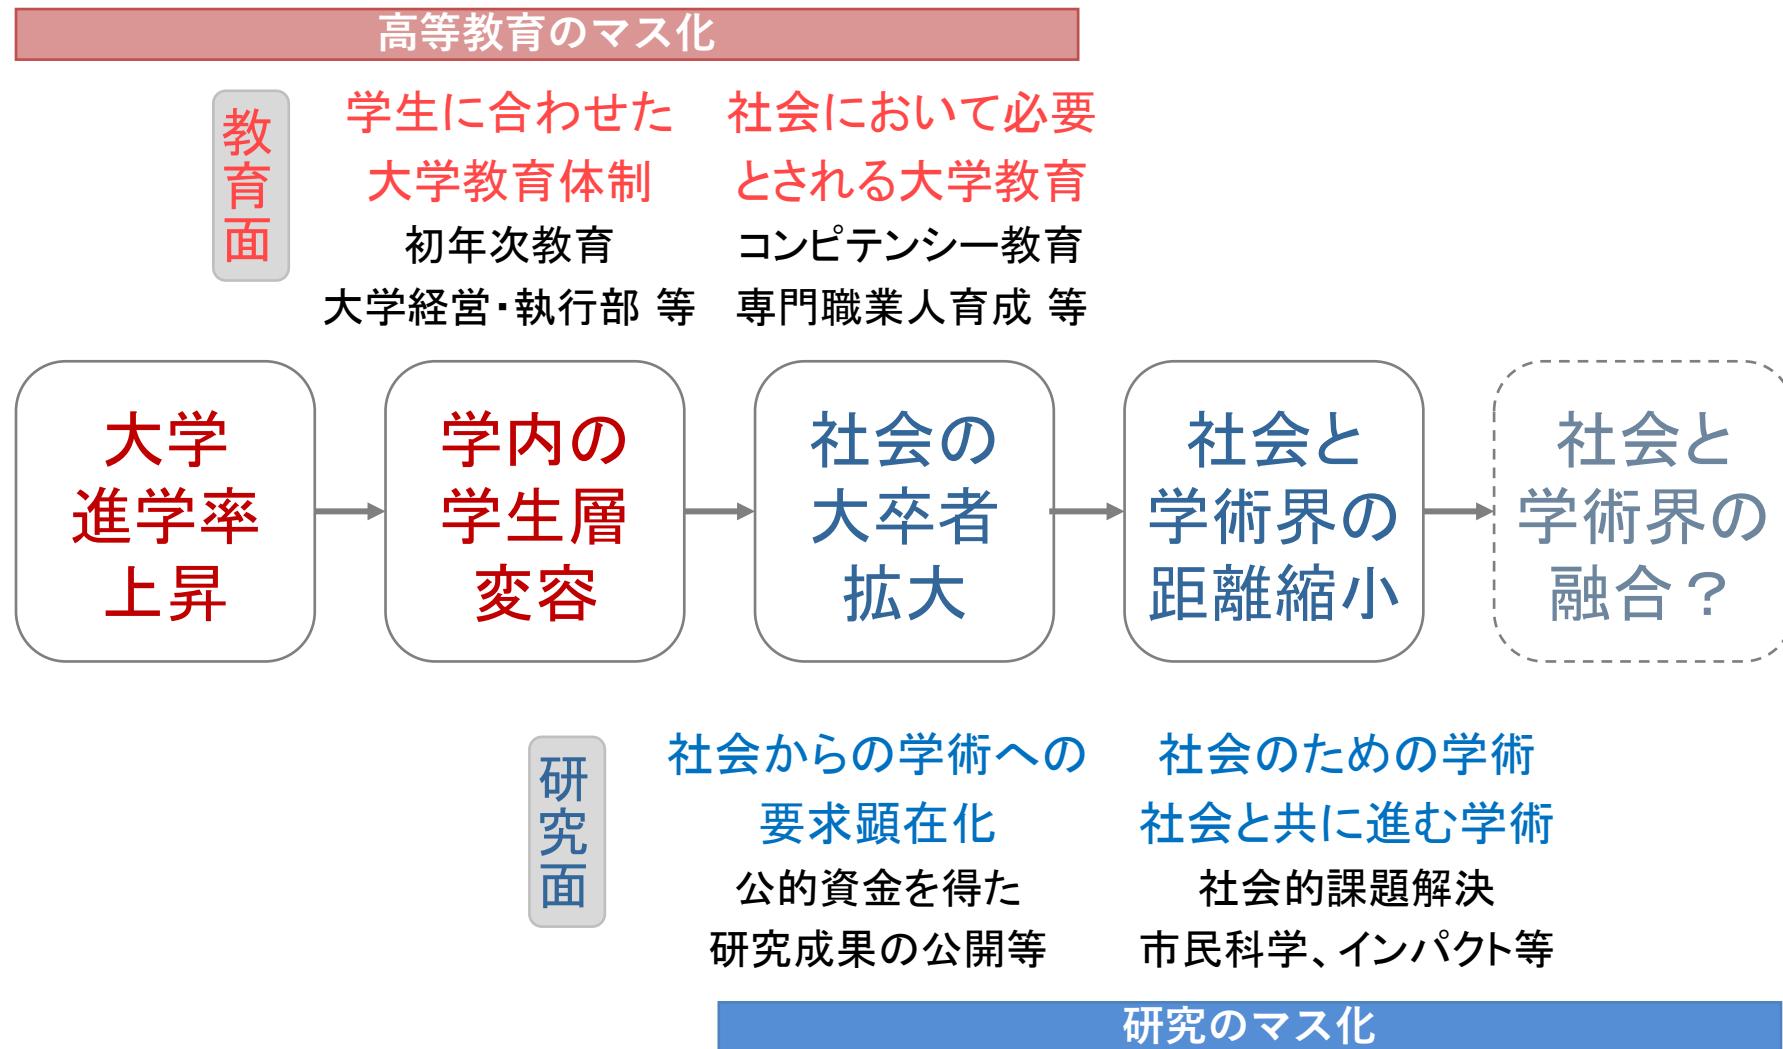 高等教育のマス化
教育面
学生に合わせた
大学教育体制
初年次教育
大学経営・執行部 等
社会において必要
とされる大学教育
コンピテンシー教育
専門職業人育成 等
大学
進学率
上昇
学内の
学生層
変容
社会の
大卒者
拡大
社会と
学術界の
距離縮小
社会と
学術界の
融合？
研究面
社会からの学術への
要求顕在化
公的資金を得た
研究成果の公開等
社会のための学術
社会と共に進む学術
社会的課題解決
市民科学、インパクト等
研究のマス化